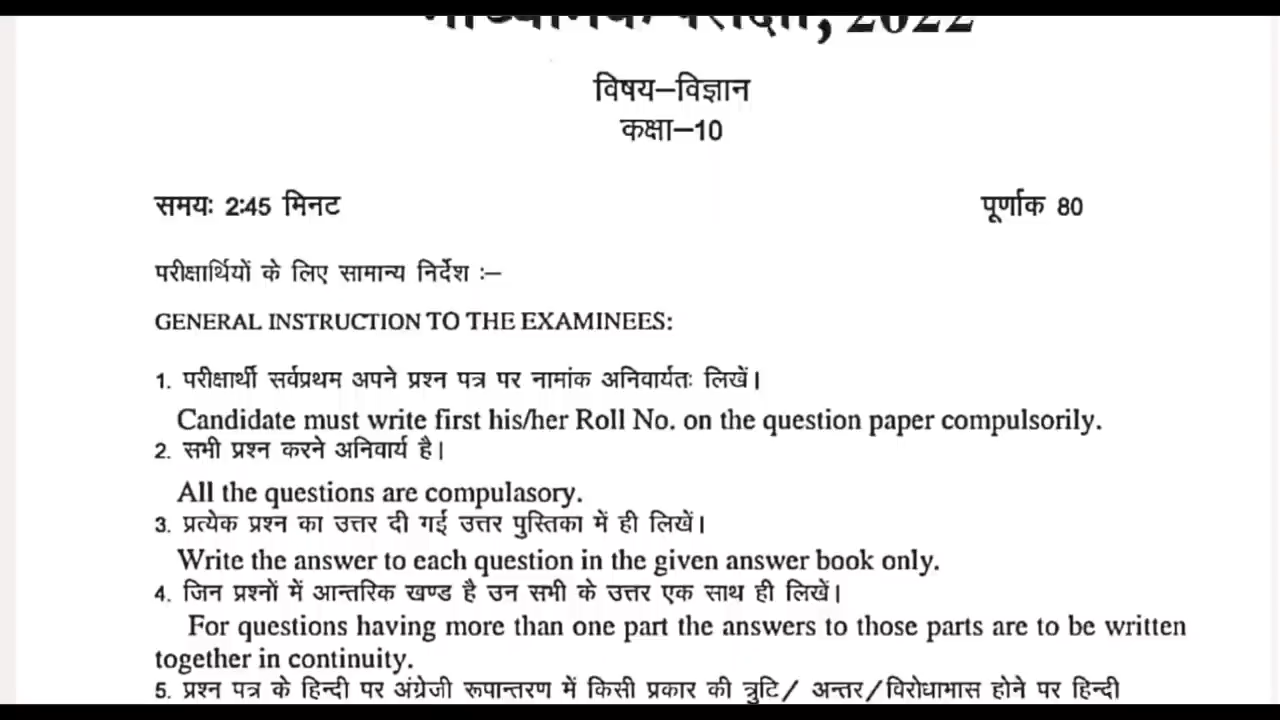 माध्यमिक परीक्षा, 2022
विषय–विज्ञान
कक्षा–10
समयः 2:45 मिनट
पूर्णाक 80
परीक्षार्थियों के लिए सामान्य निर्देश :–
GENERAL INSTRUCTION TO THE EXAMINEES:
1. परीक्षार्थी सर्वप्रथम अपने प्रश्न पत्र पर नामांक अनिवार्यतः लिखें।
Candidate must write first his/her Roll No. on the question paper compulsorily.
2. सभी प्रश्न करने अनिवार्य है।
All the questions are compulasory.
3. प्रत्येक प्रश्न का उत्तर दी गई उत्तर पुस्तिका में ही लिखें।
Write the answer to each question in the given answer book only.
4. जिन प्रश्नों में आन्तरिक खण्ड है उन सभी के उत्तर एक साथ ही लिखें।
For questions having more than one part the answers to those parts are to be written
together in continuity.
5. प्रश्न पत्र के हिन्दी पर अंग्रेजी रूपान्तरण में किसी प्रकार की त्रुटि/ अन्तर/विरोधाभास होने पर हिन्दी